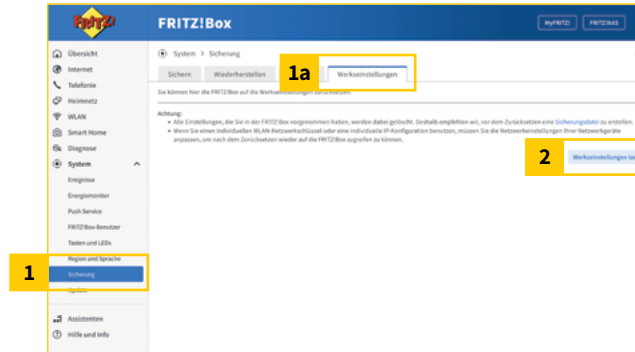 Fritz!
FRITZ!Box
MyFRITZ!
FRITZ!NAS
Übersicht
Internet
Telefonie
Heimnetz
WLAN
Smart Home
Diagnose
System
Ereignisse
Energiemonitor
Push Service
FRITZ!Box-Benutzer
Tasten und LEDs
Region und Sprache
1
Sicherung
Update
Assistenten
Hilfe und Info
System > Sicherung
Sichern
Wiederherstellen
1a
Werkseinstellungen
Sie können hier die FRITZ!Box auf die Werkseinstellungen zurücksetzen.
Achtung:
• Alle Einstellungen, die Sie in der FRITZ!Box vorgenommen haben, werden dabei gelöscht. Deshalb empfehlen wir, vor dem Zurücksetzen eine Sicherungsdatei zu erstellen.
• Wenn Sie einen individuellen WLAN-Netzwerkschlüssel oder eine individuelle IP-Konfiguration benutzen, müssen Sie die Netzwerkeinstellungen Ihrer Netzwerkgeräte
anpassen, um nach dem Zurücksetzen wieder auf die FRITZ!Box zugreifen zu können.
2
Werkseinstellungen la